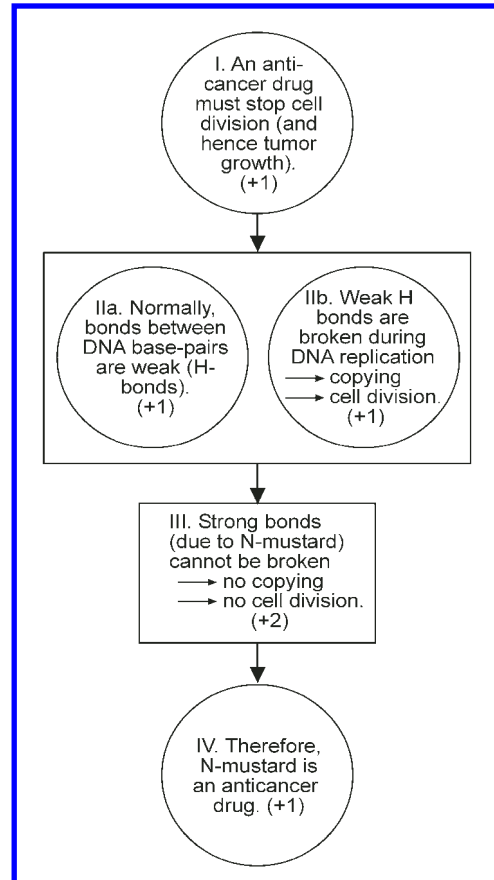 I. An anti-
cancer drug
must stop cell
division (and
hence tumor
growth).
(+1)
IIa. Normally,
bonds between
DNA base-pairs
are weak (H-
bonds).
(+1)
IIb. Weak H
bonds are
broken during
DNA replication
→ copying
→ cell division.
(+1)
III. Strong bonds
(due to N-mustard)
cannot be broken
→ no copying
→ no cell division.
(+2)
IV. Therefore,
N-mustard is
an anticancer
drug. (+1)